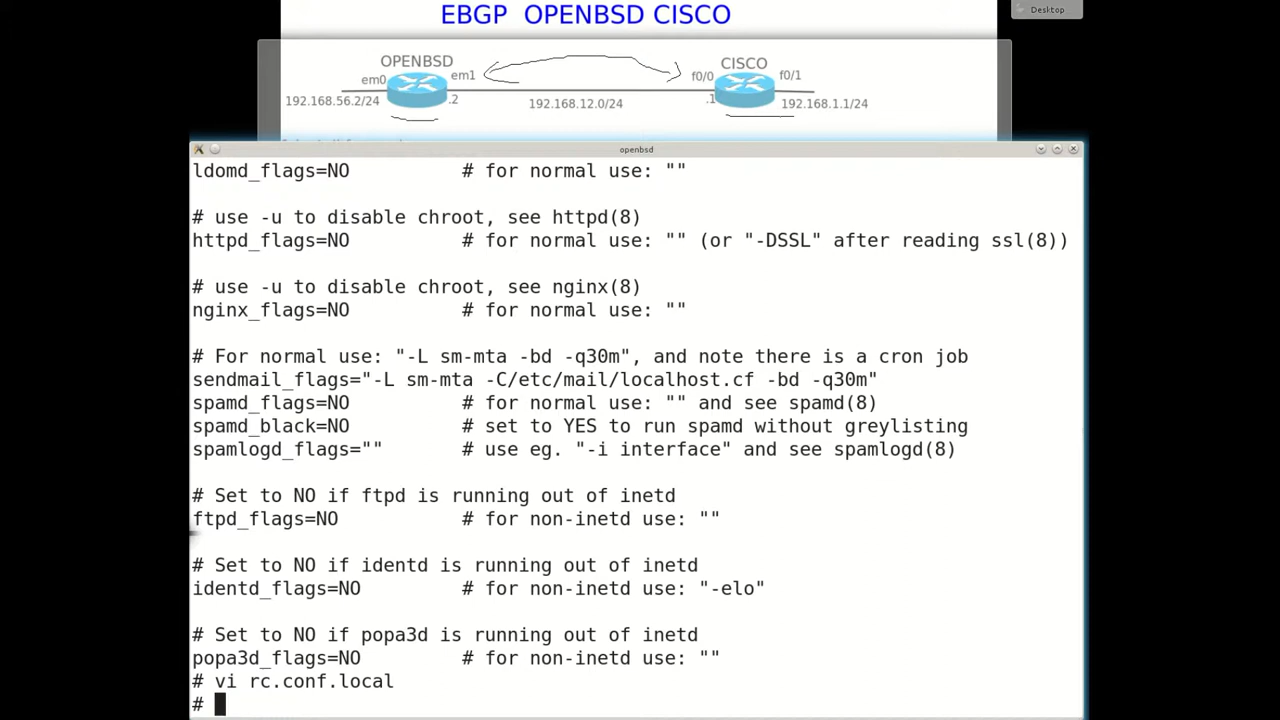 EBGP OPENBSD CISCO
Desktop
OPENBSD
CISCO
em0
em1
f0/0
f0/1
192.168.56.2/24
.2
192.168.12.0/24
.1
192.168.1.1/24
openbsd
ldomd_flags=NO # for normal use: ""
# use -u to disable chroot, see httpd(8)
httpd_flags=NO # for normal use: "" (or "-DSSL" after reading ssl(8))
# use -u to disable chroot, see nginx(8)
nginx_flags=NO # for normal use: ""
# For normal use: "-L sm-mta -bd -q30m", and note there is a cron job
sendmail_flags="-L sm-mta -C/etc/mail/localhost.cf -bd -q30m"
spamd_flags=NO # for normal use: "" and see spamd(8)
spamd_black=NO # set to YES to run spamd without greylisting
spamlogd_flags="" # use eg. "-i interface" and see spamlogd(8)
# Set to NO if ftpd is running out of inetd
ftpd_flags=NO # for non-inetd use: ""
# Set to NO if identd is running out of inetd
identd_flags=NO # for non-inetd use: "-elo"
# Set to NO if popa3d is running out of inetd
popa3d_flags=NO # for non-inetd use: ""
# vi rc.conf.local
#